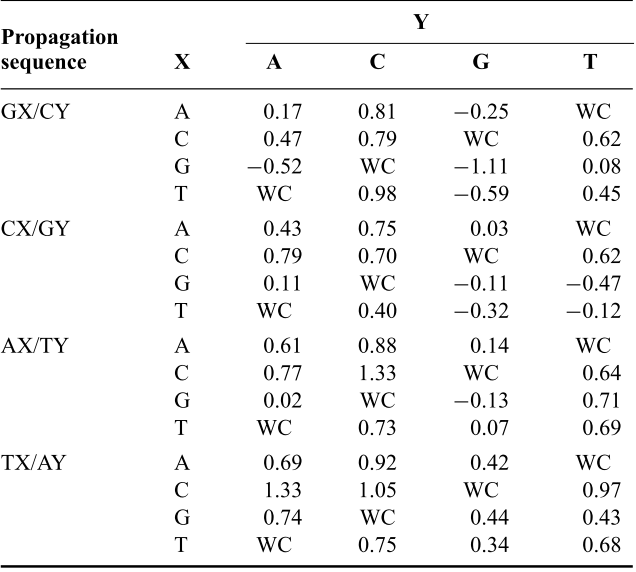 Y
Propagation
sequence X A C G T
GX/CY A 0.17 0.81 −0.25 WC
C 0.47 0.79 WC 0.62
G −0.52 WC −1.11 0.08
T WC 0.98 −0.59 0.45
CX/GY A 0.43 0.75 0.03 WC
C 0.79 0.70 WC 0.62
G 0.11 WC −0.11 −0.47
T WC 0.40 −0.32 −0.12
AX/TY A 0.61 0.88 0.14 WC
C 0.77 1.33 WC 0.64
G 0.02 WC −0.13 0.71
T WC 0.73 0.07 0.69
TX/AY A 0.69 0.92 0.42 WC
C 1.33 1.05 WC 0.97
G 0.74 WC 0.44 0.43
T WC 0.75 0.34 0.68